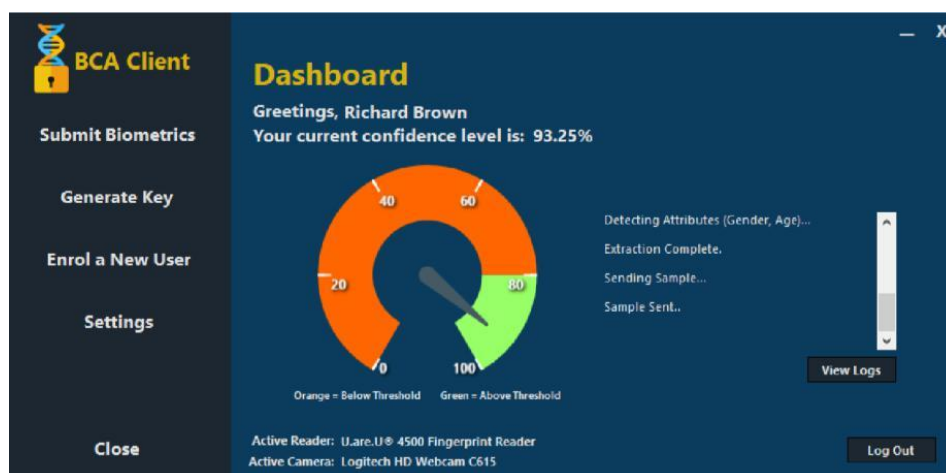 BCA Client
Submit Biometrics
Generate Key
Enrol a New User
Settings
Close
— X
Dashboard
Greetings, Richard Brown
Your current confidence level is: 93.25%
0
20
40
60
80
100
Orange = Below Threshold Green = Above Threshold
Detecting Attributes (Gender, Age)...
Extraction Complete.
Sending Sample...
Sample Sent..
View Logs
Active Reader: U.are.U® 4500 Fingerprint Reader
Active Camera: Logitech HD Webcam C615
Log Out